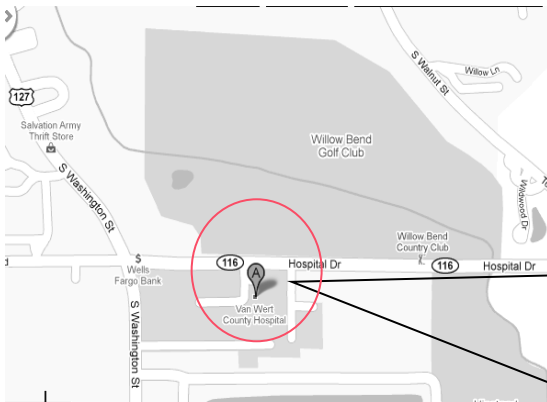 S Walnut St
Willow Ln
127
Salvation Army
Thrift Store
Willow Bend
Golf Club
S Washington St
Wildwood Dr
Willow Bend
Country Club
$
116
Hospital Dr
116
Hospital Dr
A
Wells
Fargo Bank
Van Wert
County Hospital
S Washington St